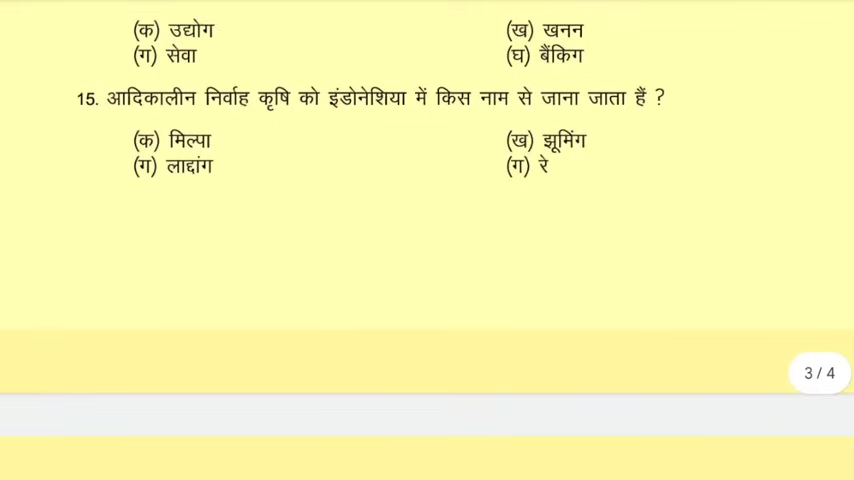 (क) उद्योग (ख) खनन
(ग) सेवा (घ) बैंकिग
15. आदिकालीन निर्वाह कृषि को इंडोनेशिया में किस नाम से जाना जाता हैं ?
(क) मिल्पा (ख) झूमिंग
(ग) लाद्दांग (ग) रे
3 / 4